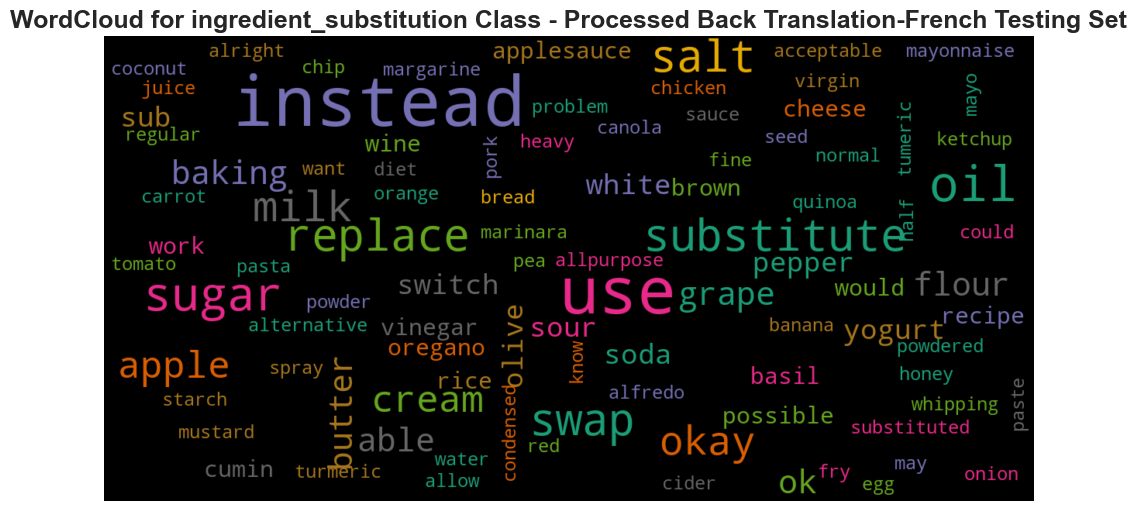 WordCloud for ingredient_substitution Class - Processed Back Translation-French Testing Set
alright
applesauce
salt
acceptable
mayonnaise
coconut
chip
margarine
juice
instead
problem
chicken
virgin
mayo
sub
sauce
cheese
regular
wine
pork
heavy
canola
seed
tumeric
ketchup
baking
want
diet
fine
normal
carrot
milk
orange
bread
white
brown
quinoa
oil
half
work
replace
marinara
substitute
could
tomato
pasta
pea
allpurpose
pepper
sugar
powder
switch
use
grape
would
flour
alternative
vinegar
olive
sour
banana
yogurt
recipe
apple
spray
oregano
rice
know
soda
powdered
basil
honey
starch
butter
cream
condensed
alfredo
possible
whipping
paste
mustard
able
swap
okay
substituted
cumin
turmeric
water
allow
red
cider
ok
fry
egg
may
onion